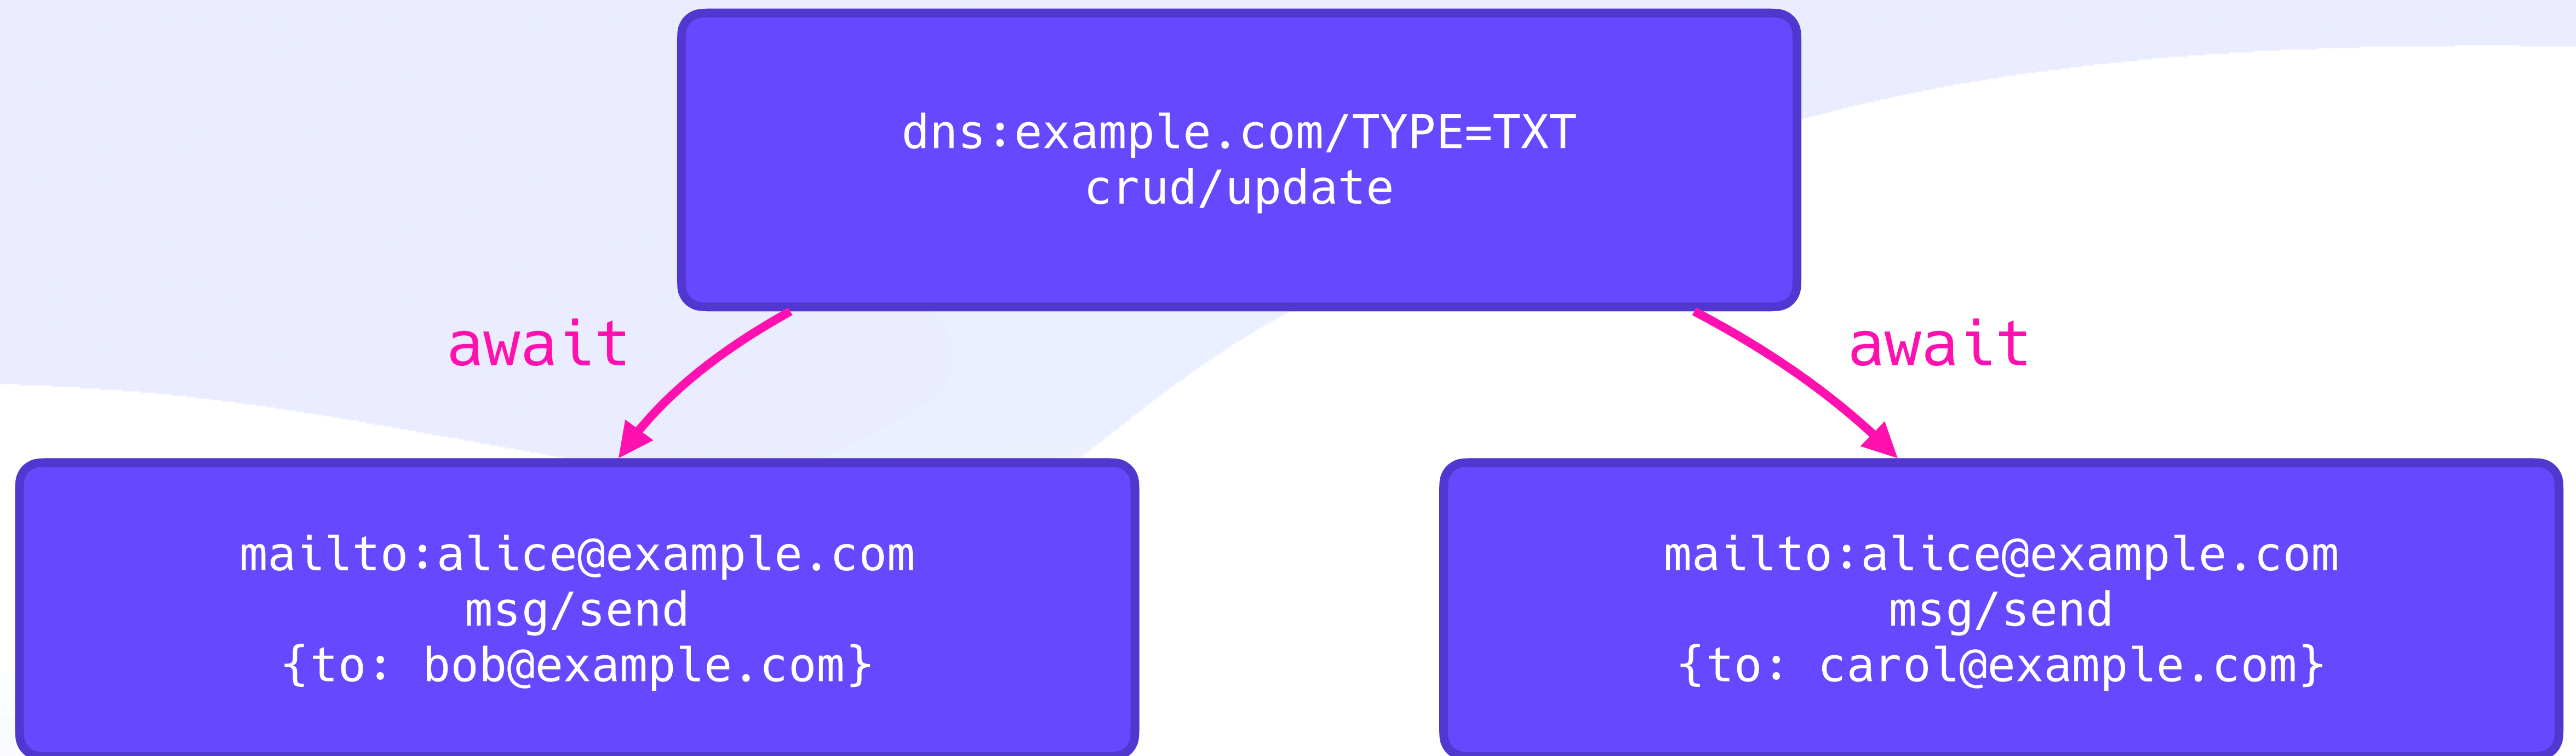 dns:example.com/TYPE=TXT
crud/update
await
await
mailto:alice@example.com
msg/send
{to: bob@example.com}
mailto:alice@example.com
msg/send
{to: carol@example.com}